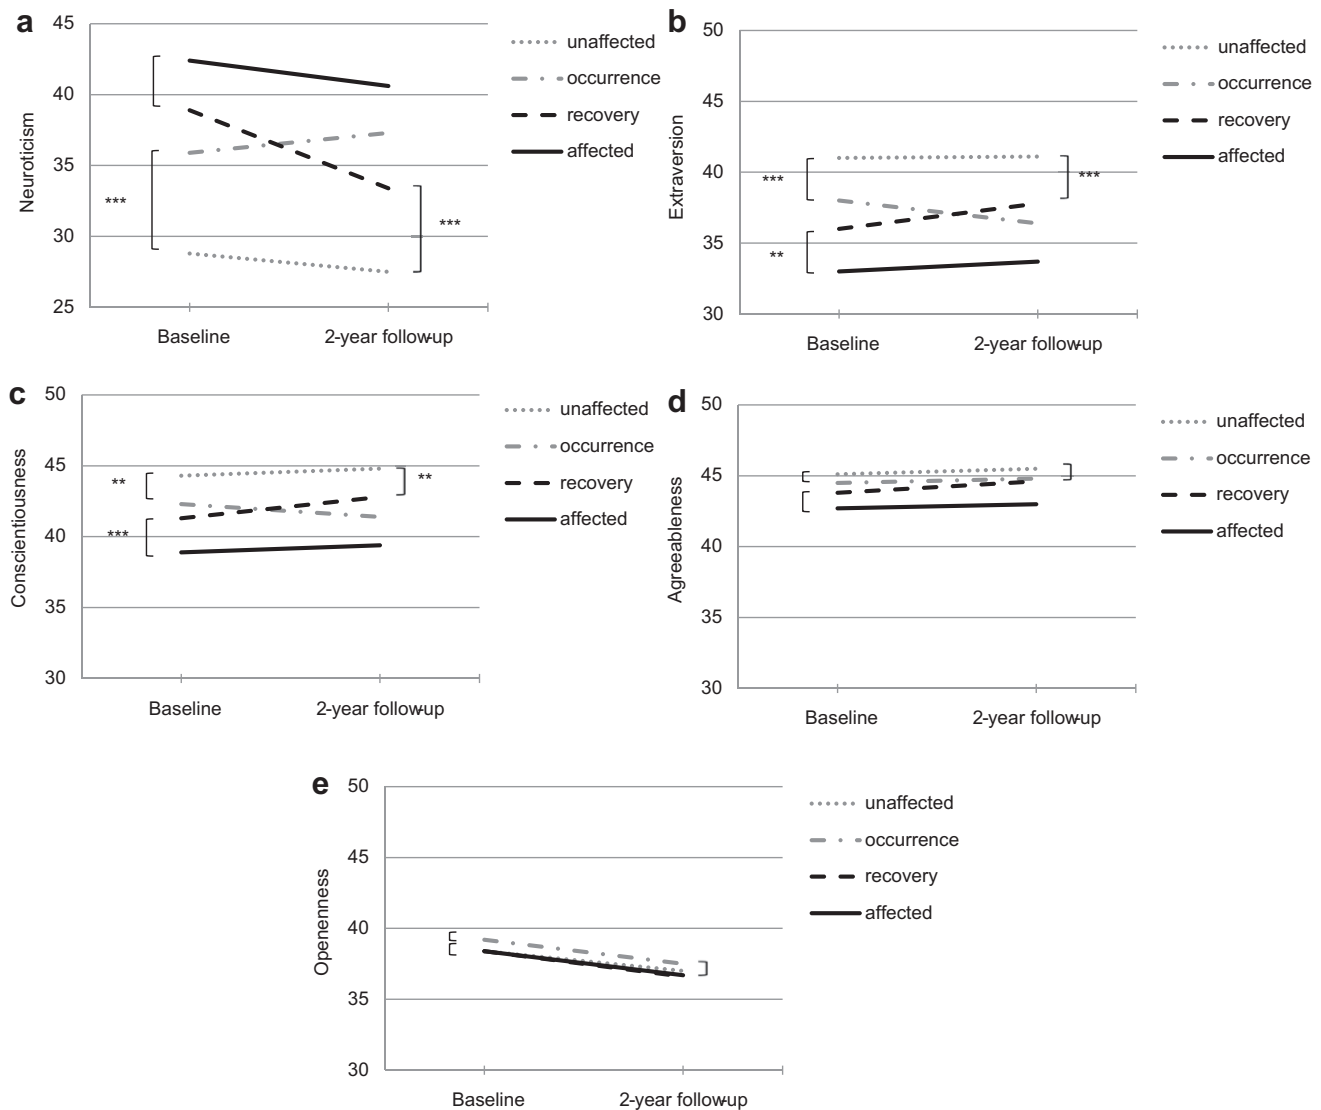 a
45
40
35
30
25
Neuroticism
***
***
Baseline
2-year follow-up
unaffected
occurrence
recovery
affected
b
50
45
40
35
30
Extraversion
***
**
***
Baseline
2-year follow-up
unaffected
occurrence
recovery
affected
c
50
45
40
35
30
Conscientiousness
**
***
**
Baseline
2-year follow-up
unaffected
occurrence
recovery
affected
d
50
45
40
35
30
Agreeableness
Baseline
2-year follow-up
unaffected
occurrence
recovery
affected
e
50
45
40
35
30
Openenness
Baseline
2-year follow-up
unaffected
occurrence
recovery
affected